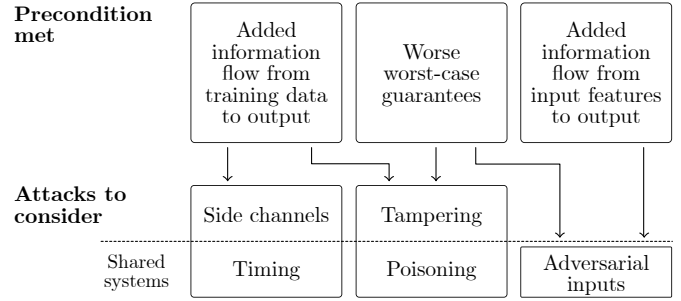 Precondition
met
Added
information
flow from
training data
to output
Worse
worst-case
guarantees
Added
information
flow from
input features
to output
Attacks to
consider
Side channels
Tampering
Shared
systems
Timing
Poisoning
Adversarial
inputs